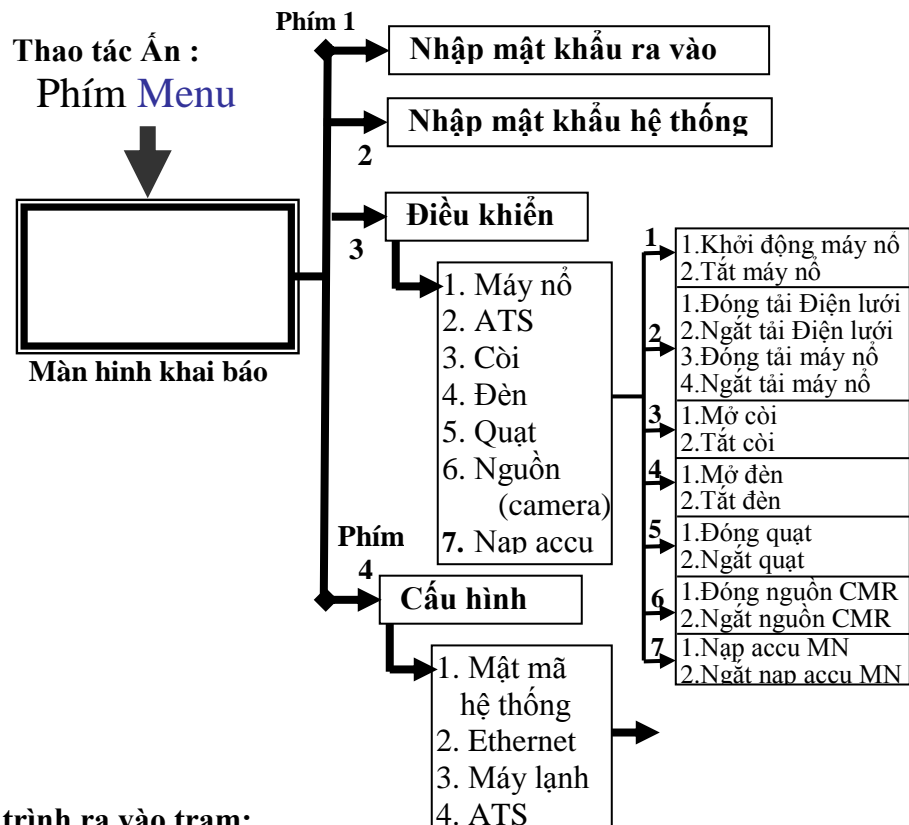 Phím 1
Thao tác Ấn :
Phím Menu
Nhập mật khẩu ra vào
Nhập mật khẩu hệ thống
2
Điều khiển
3
1. Máy nổ
2. ATS
3. Còi
4. Đèn
5. Quạt
6. Nguồn
(camera)
7. Nạp accu
1
1.Khởi động máy nổ
2.Tắt máy nổ
2
1.Đóng tải Điện lưới
2.Ngắt tải Điện lưới
3.Đóng tải máy nổ
4.Ngắt tải máy nổ
3
1.Mở còi
2.Tắt còi
4
1.Mở đèn
2.Tắt đèn
5
1.Đóng quạt
2.Ngắt quạt
6
1.Đóng nguồn CMR
2.Ngắt nguồn CMR
7
1.Nạp accu MN
2.Ngắt nạp accu MN
Màn hinh khai báo
Phím
4
Cấu hình
1. Mật mã
hệ thống
2. Ethernet
3. Máy lạnh
4. ATS
trình ra vào trạm: